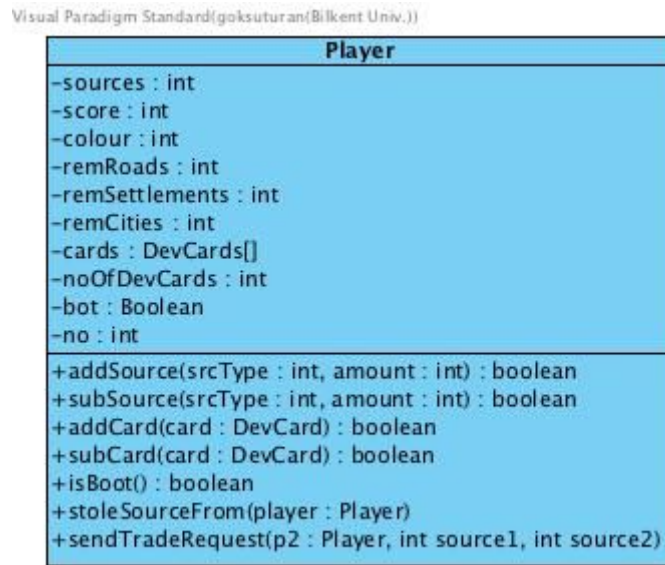 Visual Paradigm Standard(goksuturan(Bilkent Univ.))
Player
-sources : int
-score : int
-colour : int
-remRoads : int
-remSettlements : int
-remCities : int
-cards : DevCards[]
-noOfDevCards : int
-bot : Boolean
-no : int
+addSource(srcType : int, amount : int) : boolean
+subSource(srcType : int, amount : int) : boolean
+addCard(card : DevCard) : boolean
+subCard(card : DevCard) : boolean
+isBoot() : boolean
+stoleSourceFrom(player : Player)
+sendTradeRequest(p2 : Player, int source1, int source2)